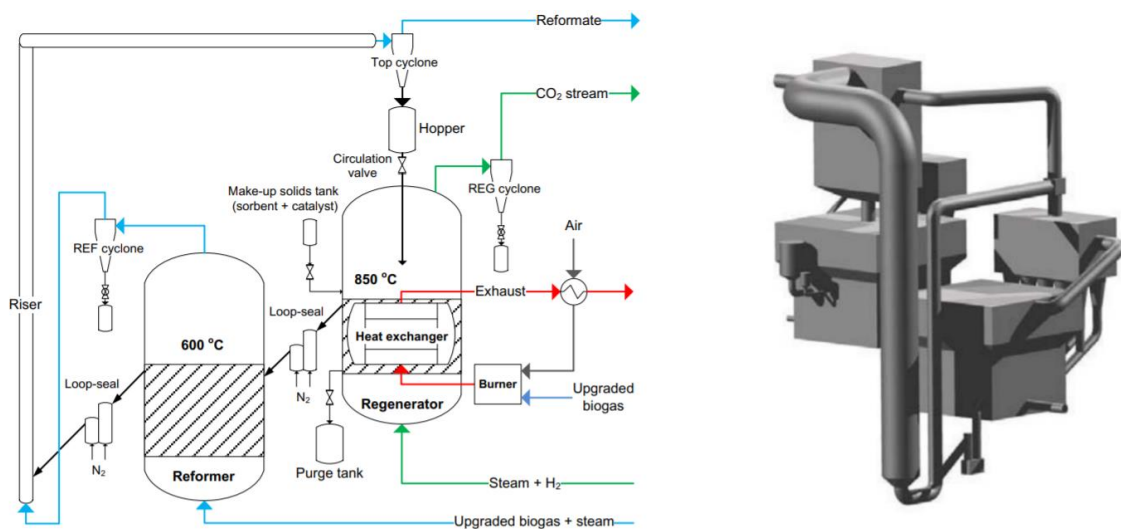 Reformate
Top cyclone
CO₂ stream
Hopper
Circulation
valve
Make-up solids tank
(sorbent + catalyst)
REG cyclone
Air
REF cyclone
850 °C
Exhaust
Riser
Loop-seal
Heat exchanger
600 °C
Burner
Loop-seal
N₂
Regenerator
Upgraded
biogas
N₂
Purge tank
Reformer
Steam + H₂
Upgraded biogas + steam